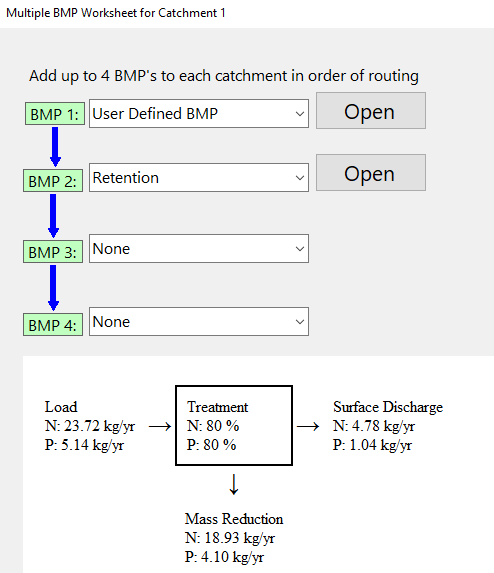 Multiple BMP Worksheet for Catchment 1
Add up to 4 BMP's to each catchment in order of routing
BMP 1: User Defined BMP Open
BMP 2: Retention Open
BMP 3: None
BMP 4: None
Load
N: 23.72 kg/yr
P: 5.14 kg/yr
→
Treatment
N: 80 %
P: 80 %
→
Surface Discharge
N: 4.78 kg/yr
P: 1.04 kg/yr
↓
Mass Reduction
N: 18.93 kg/yr
P: 4.10 kg/yr